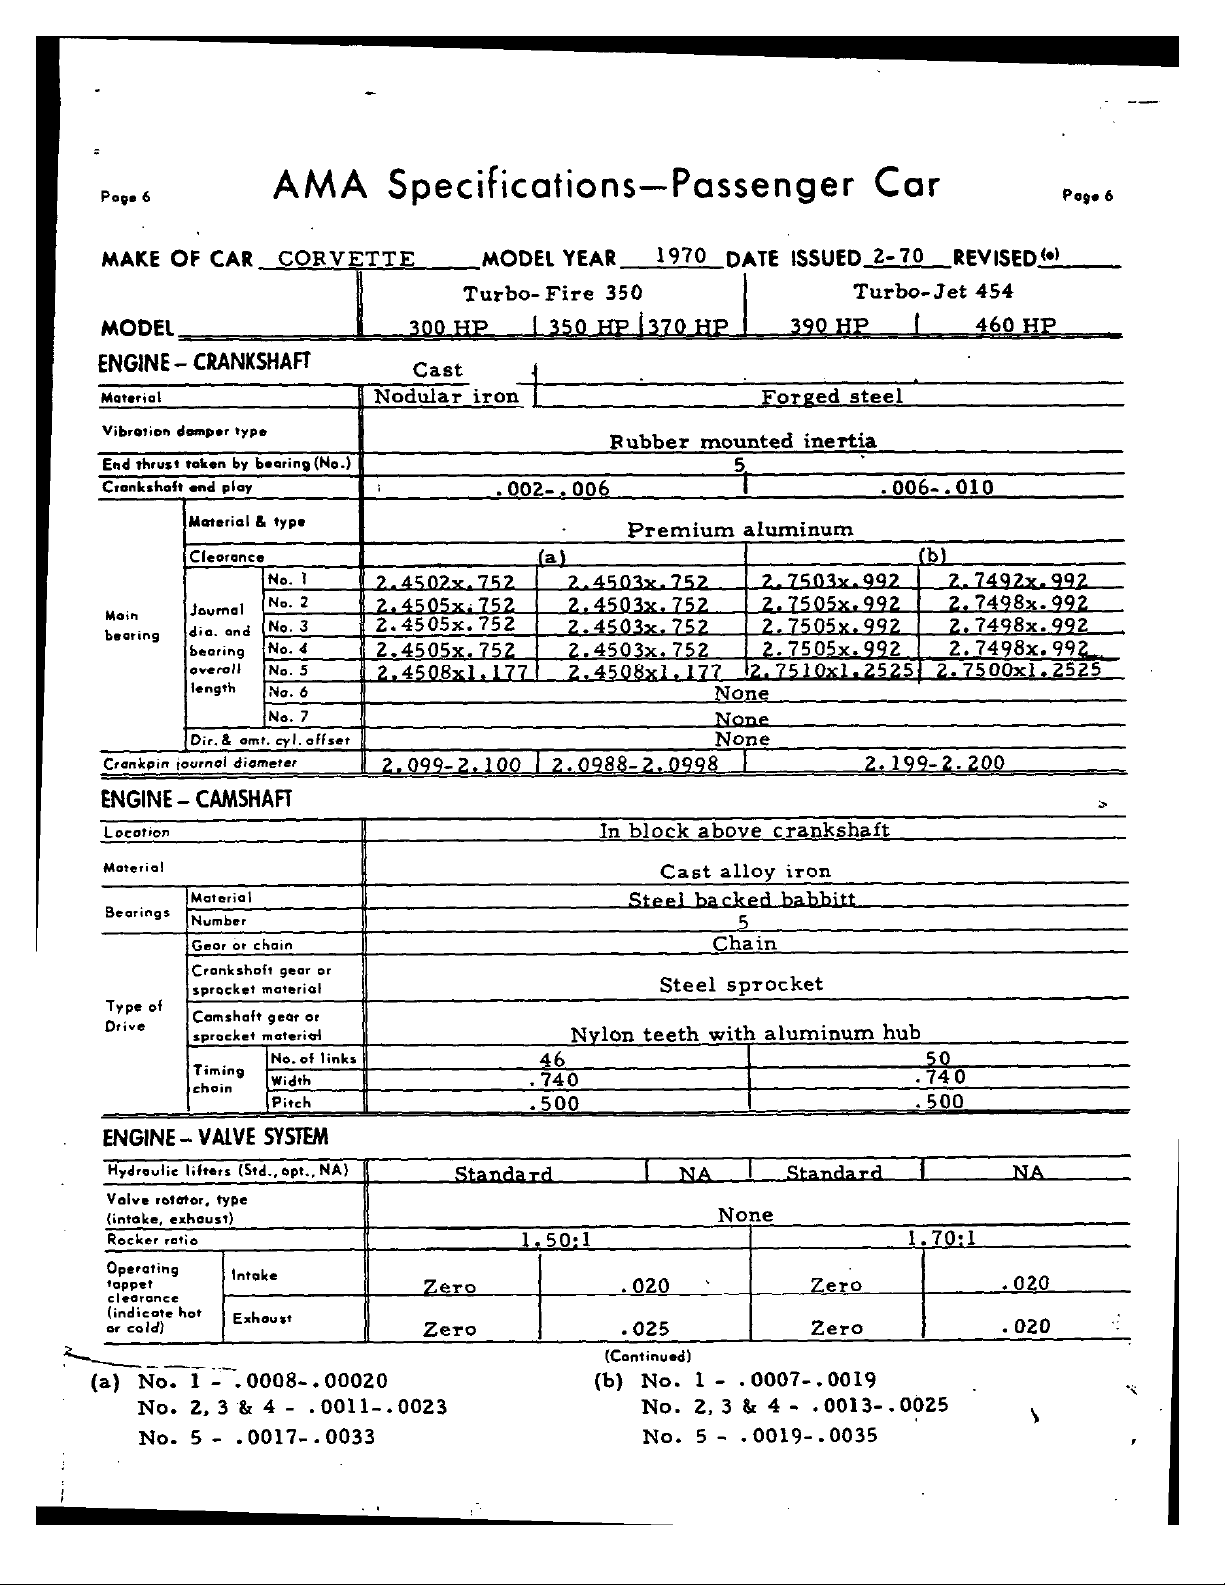 Page 6 AMA Specifications—Passenger Car Page 6
MAKE OF CAR CORVETTE MODEL YEAR 1970 DATE ISSUED 2-70 REVISED (•)
Turbo-Fire 350 Turbo-Jet 454
MODEL 300 HP 350 HP 370 HP 390 HP 460 HP
ENGINE – CRANKSHAFT
Cast
Material Nodular iron Forged steel
Vibration damper type Rubber mounted inertia
End thrust taken by bearing (No.) 5
Crankshaft end play .002-.006 .006-.010
Main bearing
Material & type Premium aluminum
Clearance (a) (b)
Journal dia. and bearing overall length
No. 1 2.4502x.752 2.4503x.752 2.7503x.992 2.7492x.992
No. 2 2.4505x.752 2.4503x.752 2.7505x.992 2.7498x.992
No. 3 2.4505x.752 2.4503x.752 2.7505x.992 2.7498x.992
No. 4 2.4505x.752 2.4503x.752 2.7505x.992 2.7498x.992
No. 5 2.4508x1.177 2.4508x1.177 2.7510x1.2525 2.7500x1.2525
No. 6 None
No. 7 None
Dir. & amt. cyl. offset None
Crankpin journal diameter 2.099-2.100 2.0988-2.0998 2.199-2.200
ENGINE – CAMSHAFT
Location In block above crankshaft
Material Cast alloy iron
Bearings
Material Steel backed babbitt
Number 5
Type of Drive
Gear or chain Chain
Crankshaft gear or
sprocket material Steel sprocket
Camshaft gear or
sprocket material Nylon teeth with aluminum hub
Timing chain
No. of links 46 50
Width .740 .740
Pitch .500 .500
ENGINE – VALVE SYSTEM
Hydraulic lifters (Std., opt., NA) Standard NA Standard NA
Valve rotator, type
(intake, exhaust) None
Rocker ratio 1.50:1 1.70:1
Operating
tappet
clearance
(indicate hot
or cold)
Intake Zero .020 Zero .020
Exhaust Zero .025 Zero .020
(Continued)
(a) No. 1 - .0008-.00020 (b) No. 1 - .0007-.0019
No. 2, 3 & 4 - .0011-.0023 No. 2, 3 & 4 - .0013-.0025
No. 5 - .0017-.0033 No. 5 - .0019-.0035